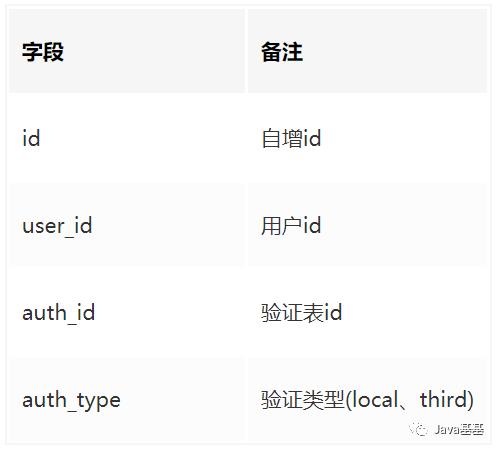 字段 备注
id 自增id
user_id 用户id
auth_id 验证表id
auth_type 验证类型(local、third)
Java基基